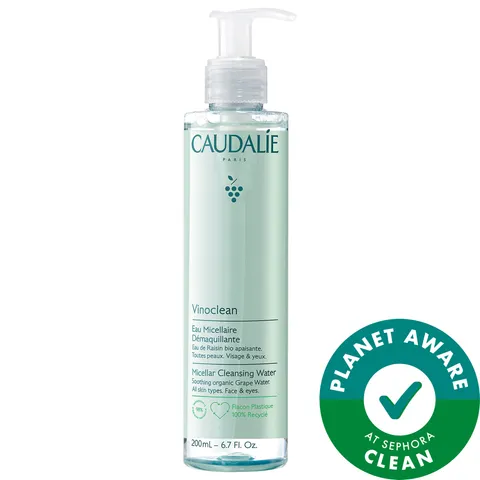 CAUDALÍE
PARIS
Vinoclean
Eau Micellaire
Démaquillante
Eau de Raisin bio apaisante.
Toutes peaux. Visage & yeux.
Micellar Cleansing Water
Soothing organic Grape Water
All skin types. Face & eyes.
Flacon Plastique
100% Recyclé
200mL - 6.7 Fl. Oz.
PLANET AWARE
AT SEPHORA
CLEAN